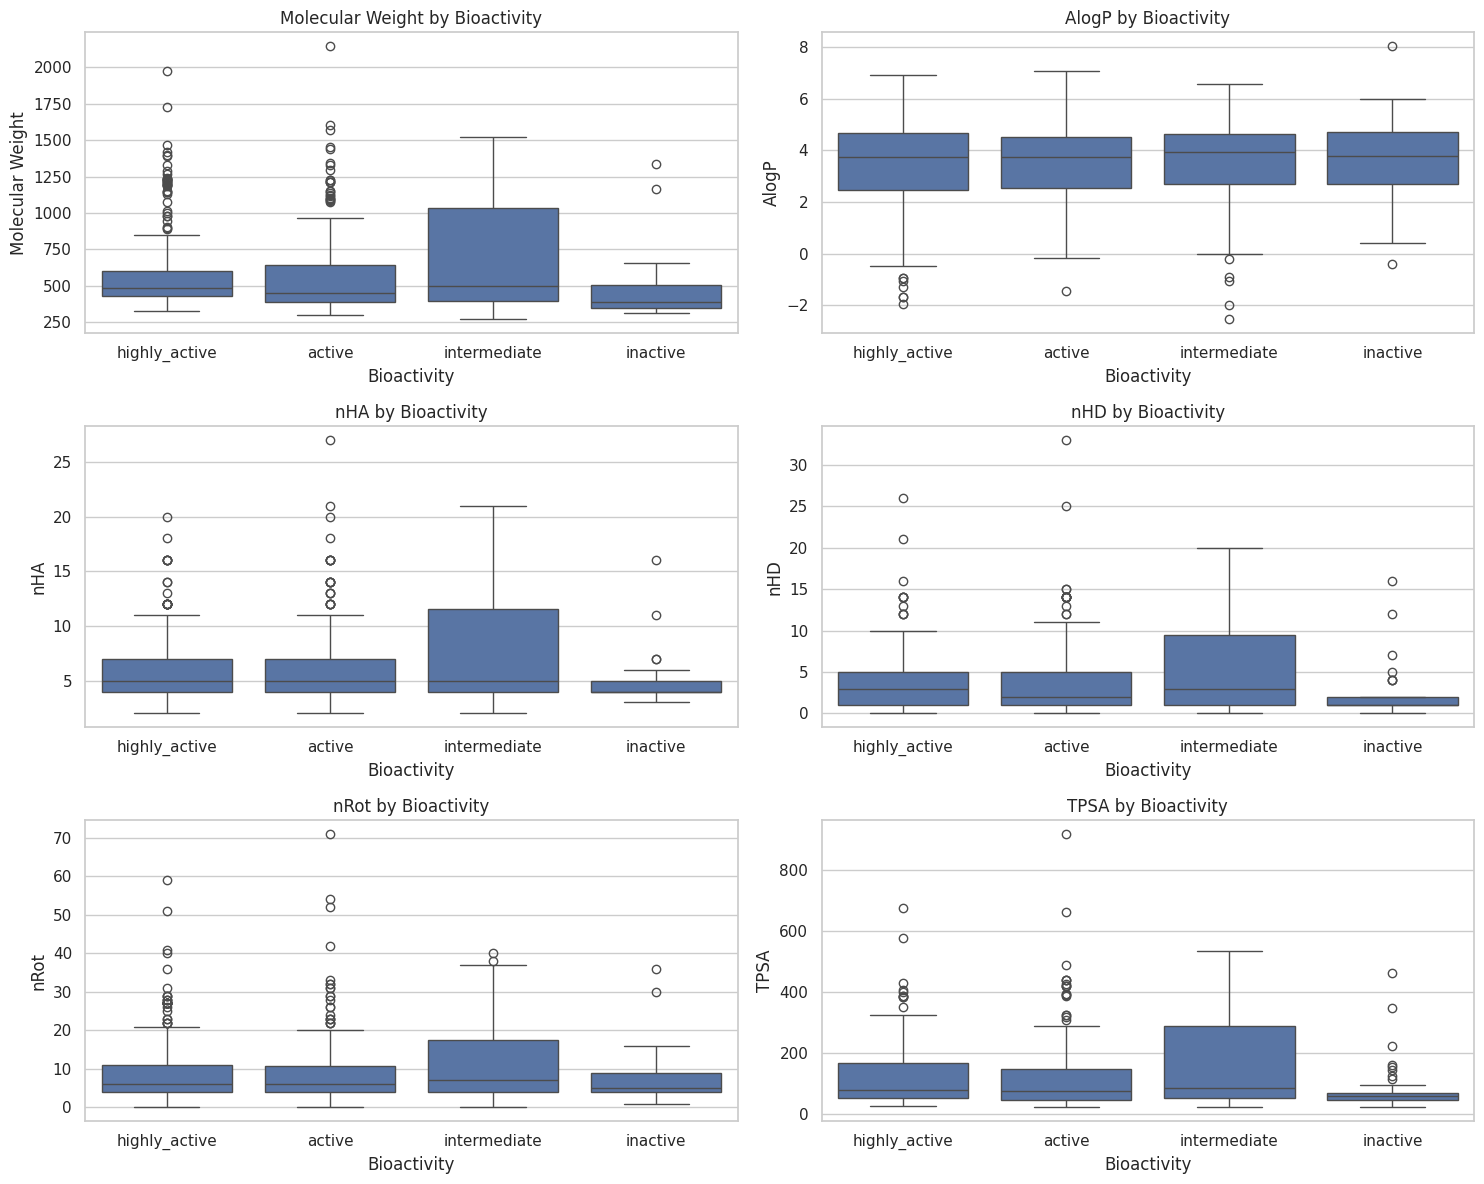 Molecular Weight by Bioactivity
Molecular Weight
2000
1750
1500
1250
1000
750
500
250
highly_active active intermediate inactive
Bioactivity
AlogP by Bioactivity
AlogP
8
6
4
2
0
−2
highly_active active intermediate inactive
Bioactivity
nHA by Bioactivity
nHA
25
20
15
10
5
highly_active active intermediate inactive
Bioactivity
nHD by Bioactivity
nHD
30
25
20
15
10
5
0
highly_active active intermediate inactive
Bioactivity
nRot by Bioactivity
nRot
70
60
50
40
30
20
10
0
highly_active active intermediate inactive
Bioactivity
TPSA by Bioactivity
TPSA
800
600
400
200
0
highly_active active intermediate inactive
Bioactivity